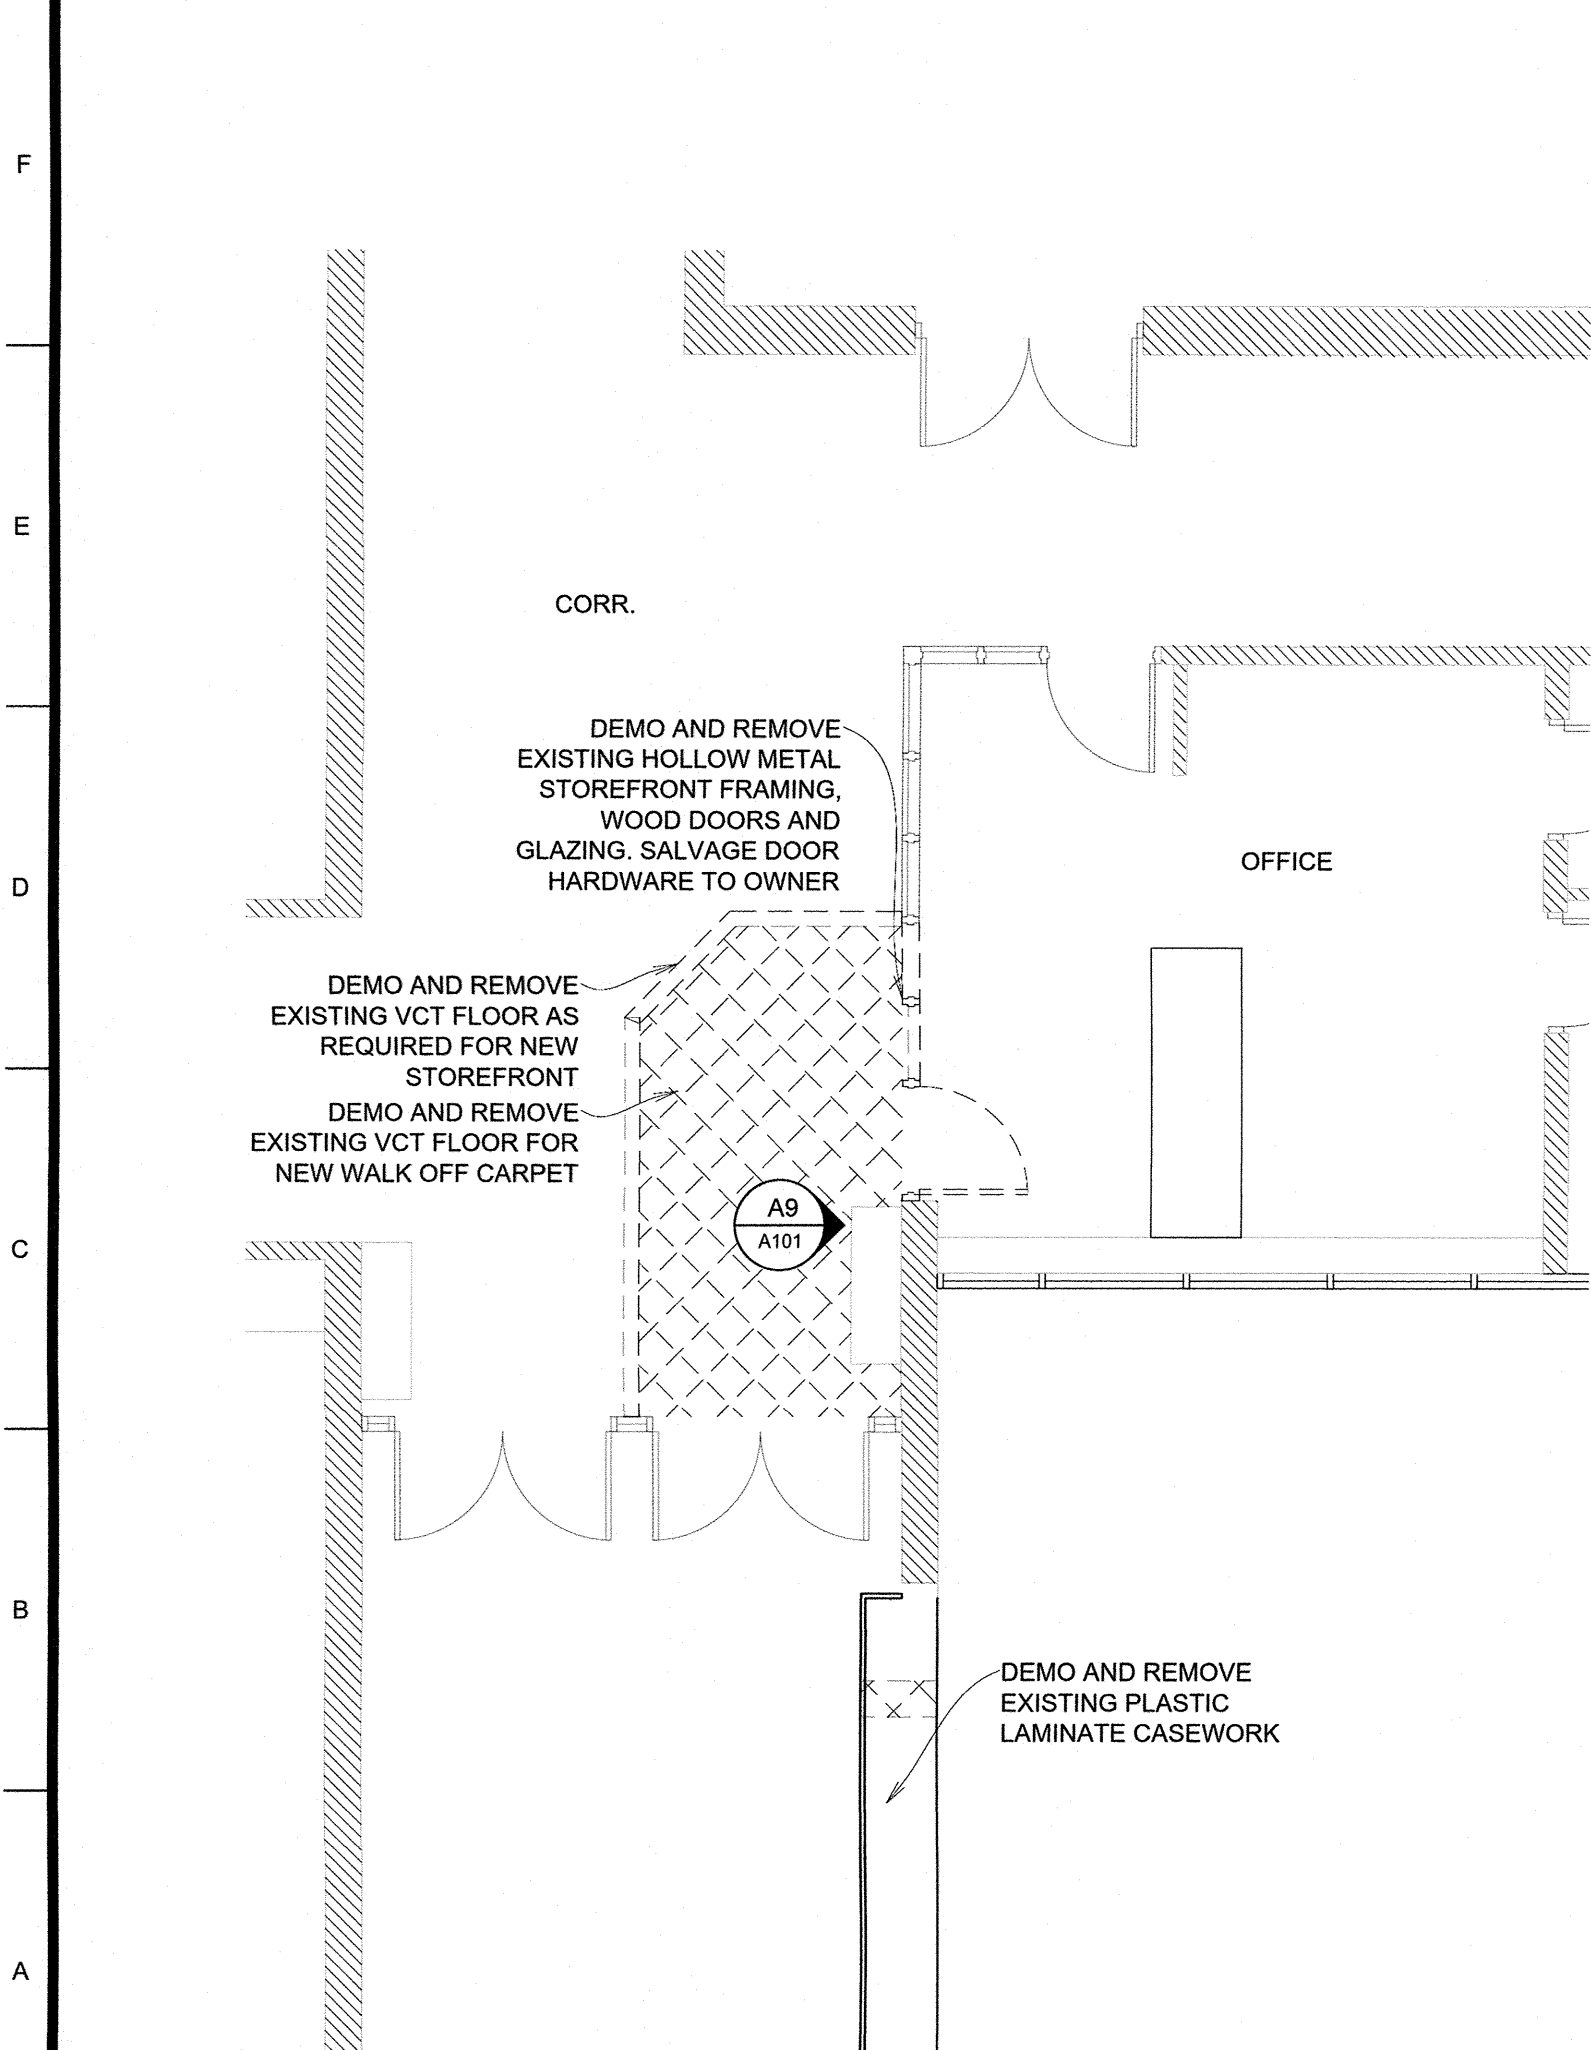 F
E
CORR.
DEMO AND REMOVE
EXISTING HOLLOW METAL
STOREFRONT FRAMING,
WOOD DOORS AND
GLAZING. SALVAGE DOOR
HARDWARE TO OWNER
OFFICE
D
DEMO AND REMOVE
EXISTING VCT FLOOR AS
REQUIRED FOR NEW
STOREFRONT
DEMO AND REMOVE
EXISTING VCT FLOOR FOR
NEW WALK OFF CARPET
A9
A101
C
B
DEMO AND REMOVE
EXISTING PLASTIC
LAMINATE CASEWORK
A